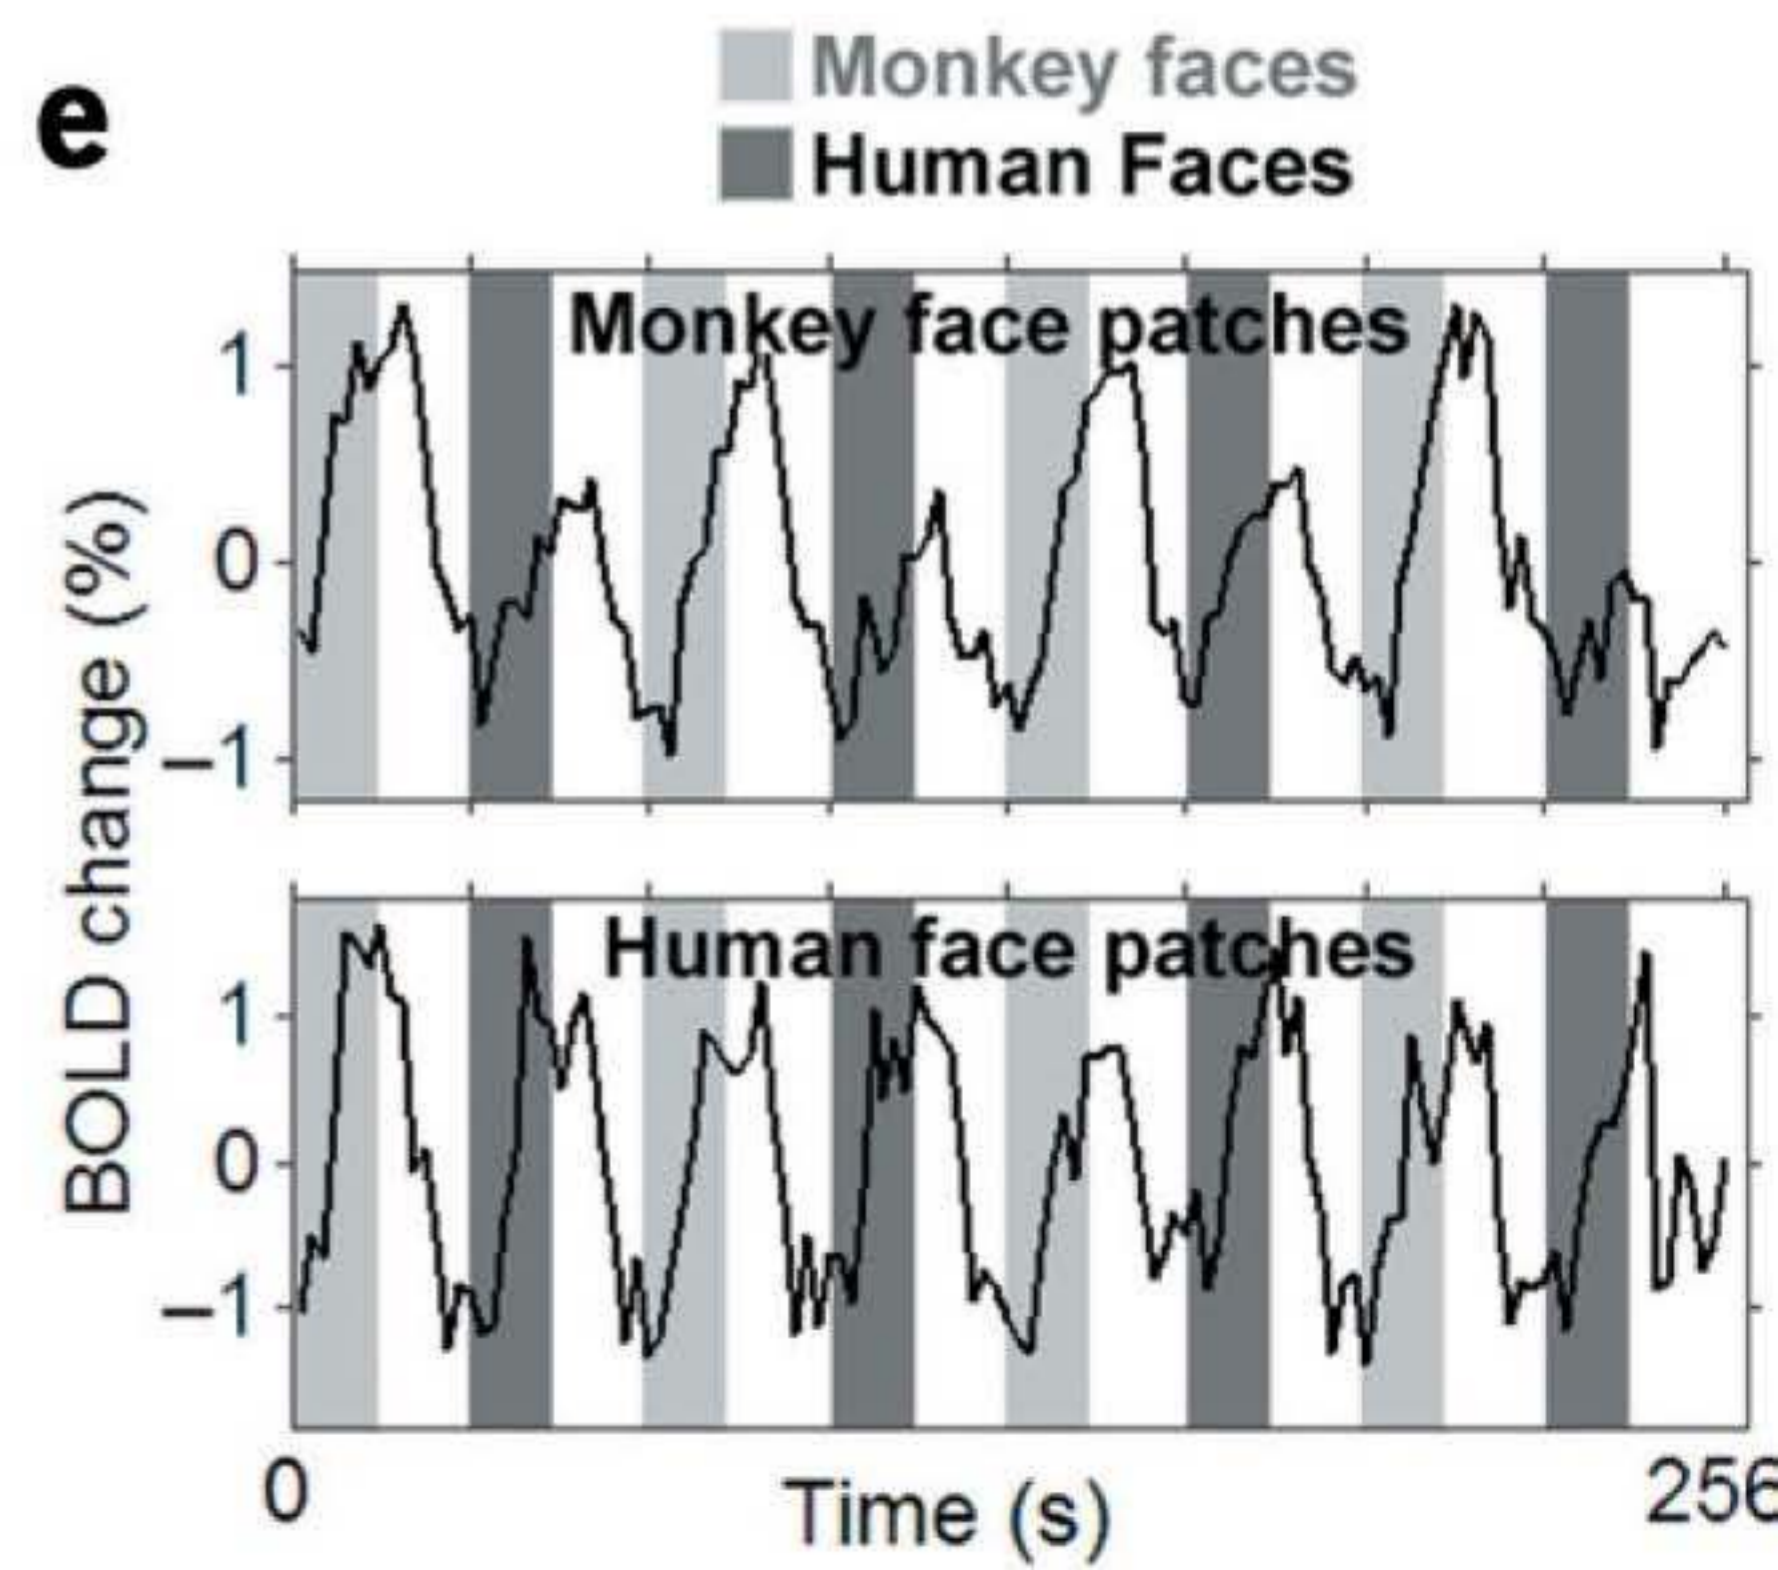 e
Monkey faces
Human Faces
Monkey face patches
1
0
−1
BOLD change (%)
Human face patches
1
0
−1
0
Time (s)
256